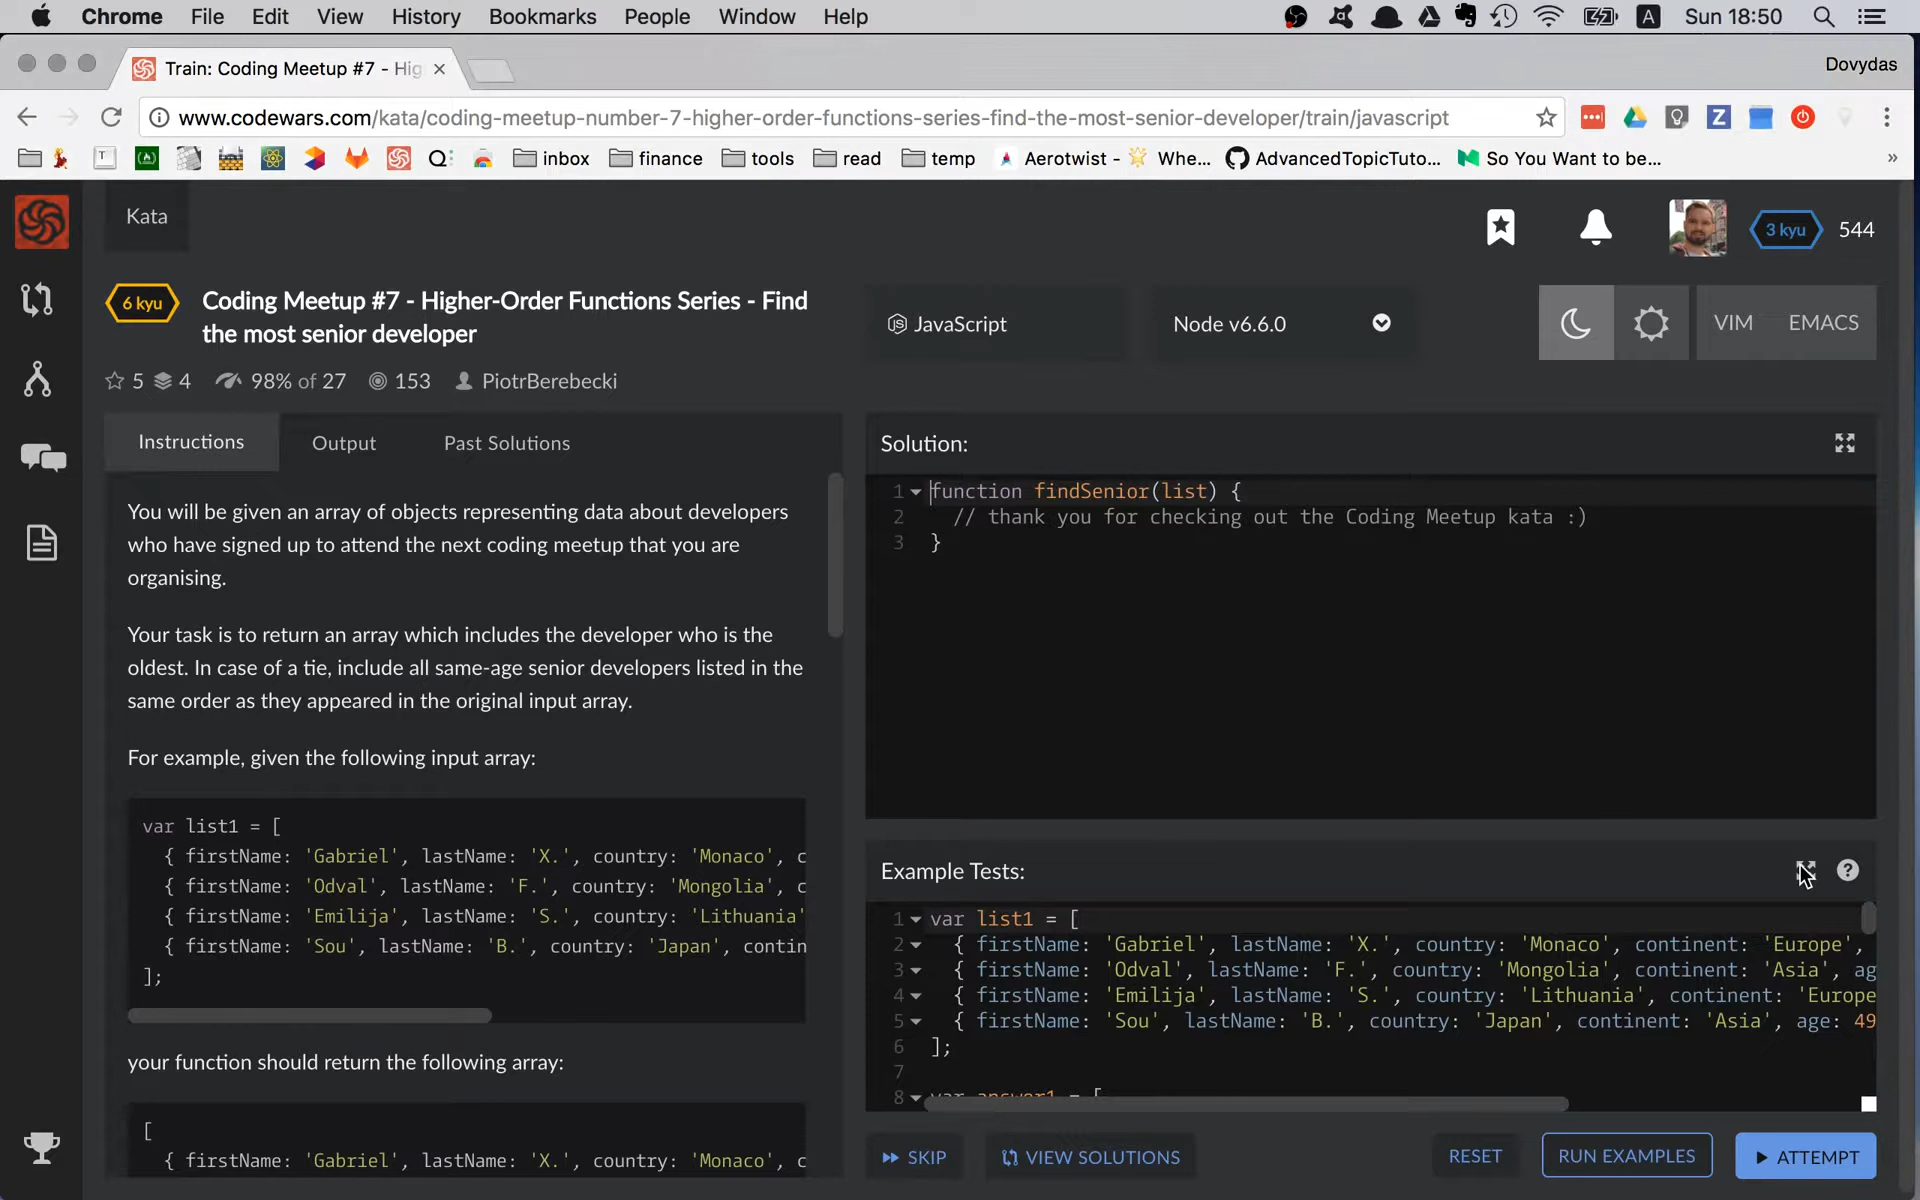 Chrome File Edit View History Bookmarks People Window Help A Sun 18:50
Train: Coding Meetup #7 - Hig Dovydas
www.codewars.com/kata/coding-meetup-number-7-higher-order-functions-series-find-the-most-senior-developer/train/javascript Z
T inbox finance tools read temp Aerotwist - Whe... AdvancedTopicTuto... So You Want to be... »
Kata
3 kyu 544
6 kyu Coding Meetup #7 - Higher-Order Functions Series - Find
the most senior developer
JavaScript Node v6.6.0 VIM EMACS
5 4 98% of 27 153 PiotrBerebecki
Instructions Output Past Solutions
You will be given an array of objects representing data about developers
who have signed up to attend the next coding meetup that you are
organising.
Your task is to return an array which includes the developer who is the
oldest. In case of a tie, include all same-age senior developers listed in the
same order as they appeared in the original input array.
For example, given the following input array:
var list1 = [
{ firstName: 'Gabriel', lastName: 'X.', country: 'Monaco', c
{ firstName: 'Odval', lastName: 'F.', country: 'Mongolia', c
{ firstName: 'Emilija', lastName: 'S.', country: 'Lithuania'
{ firstName: 'Sou', lastName: 'B.', country: 'Japan', contin
];
your function should return the following array:
[
{ firstName: 'Gabriel', lastName: 'X.', country: 'Monaco', c
Solution:
1 function findSenior(list) {
2 // thank you for checking out the Coding Meetup kata :)
3 }
Example Tests: ?
1 var list1 = [
2 { firstName: 'Gabriel', lastName: 'X.', country: 'Monaco', continent: 'Europe',
3 { firstName: 'Odval', lastName: 'F.', country: 'Mongolia', continent: 'Asia', ag
4 { firstName: 'Emilija', lastName: 'S.', country: 'Lithuania', continent: 'Europe
5 { firstName: 'Sou', lastName: 'B.', country: 'Japan', continent: 'Asia', age: 49
6 ];
7
8 var answer1 = [
SKIP VIEW SOLUTIONS RESET RUN EXAMPLES ATTEMPT